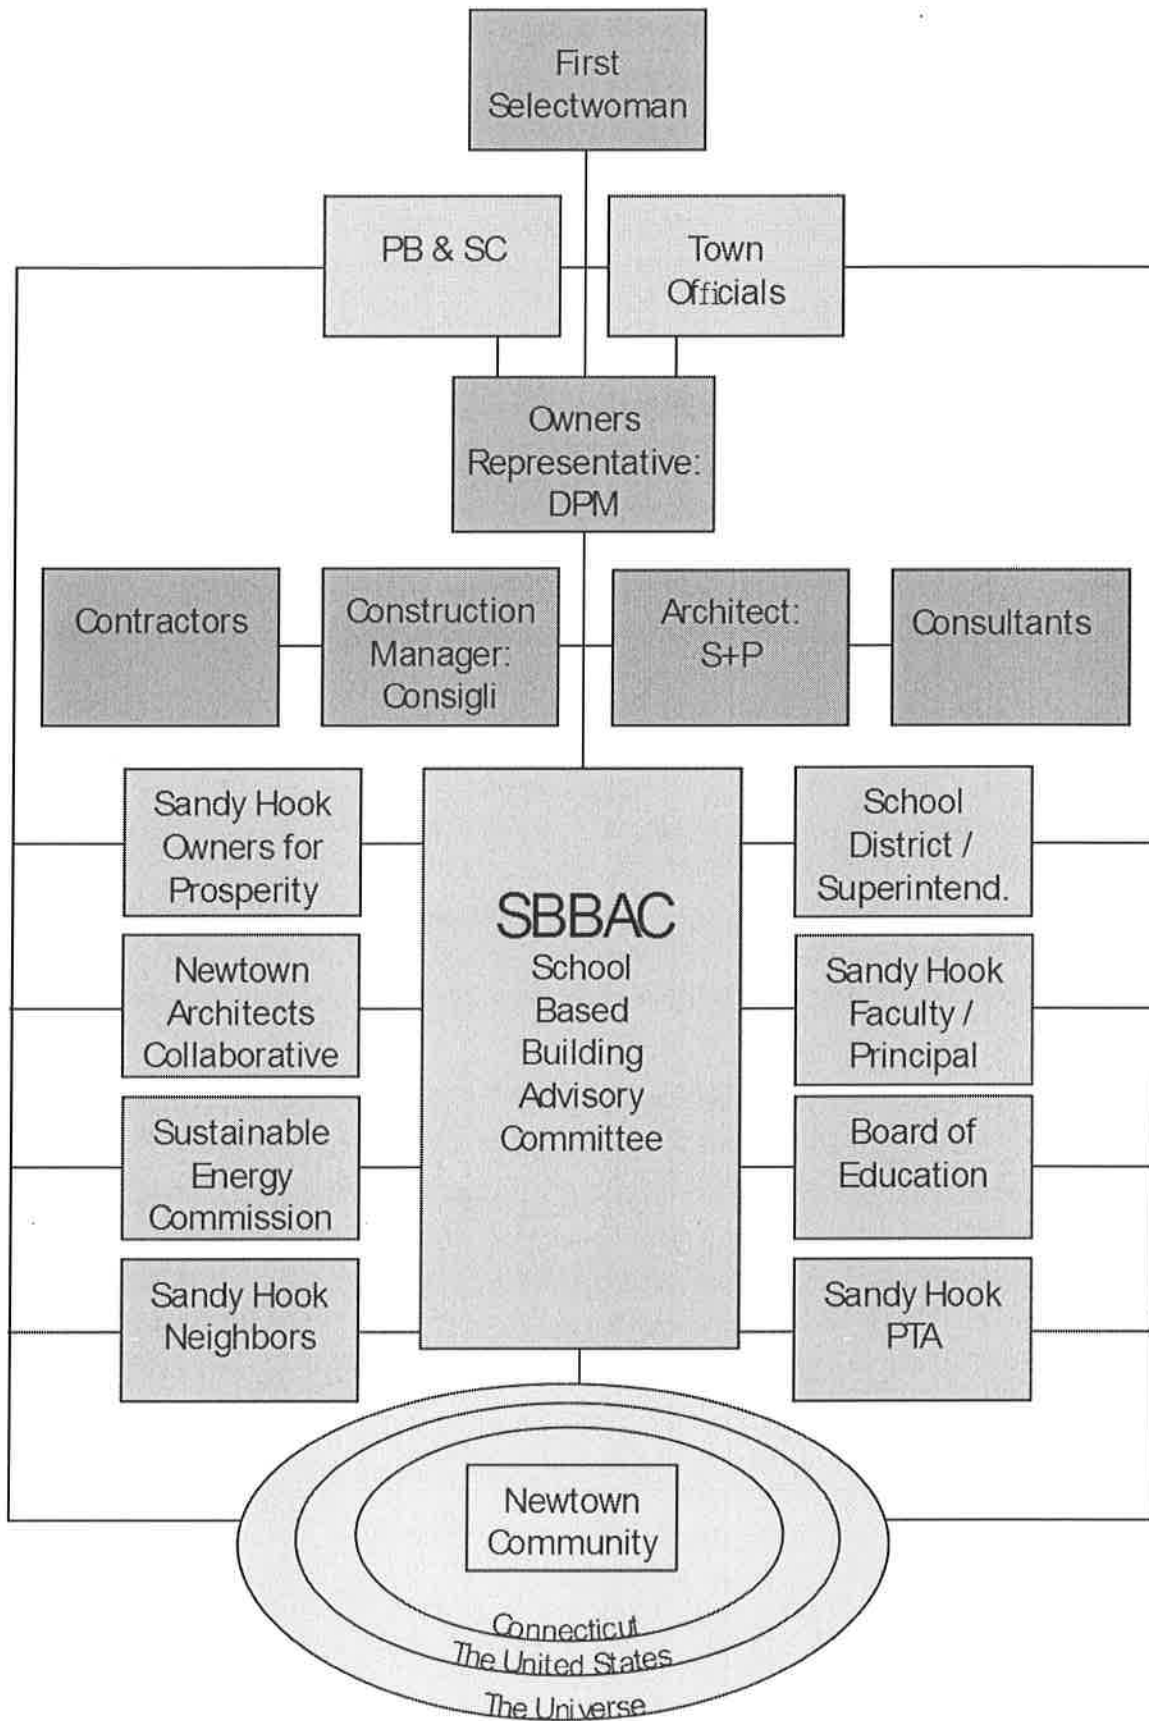 First
Selectwoman
PB & SC
Town
Officials
Owners
Representative:
DPM
Contractors
Construction
Manager:
Consigli
Architect:
S+P
Consultants
Sandy Hook
Owners for
Prosperity
School
District /
Superintend.
SBBAC
School
Based
Building
Advisory
Committee
Newtown
Architects
Collaborative
Sandy Hook
Faculty /
Principal
Sustainable
Energy
Commission
Board of
Education
Sandy Hook
Neighbors
Sandy Hook
PTA
Newtown
Community
Connecticut
The United States
The Universe